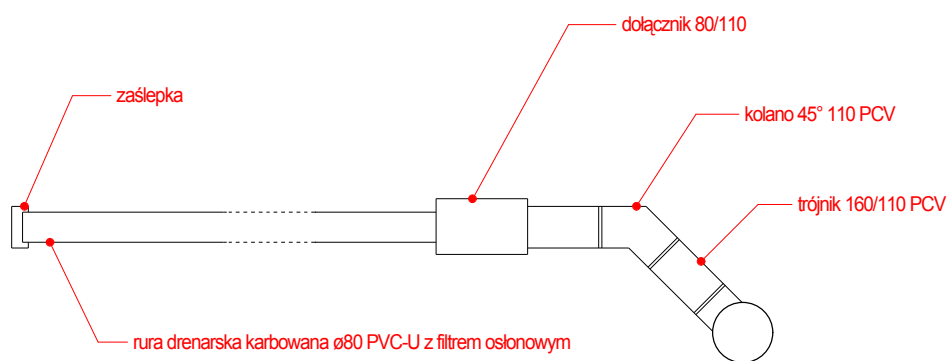 dołącznik 80/110
zaślepka
kolano 45° 110 PCV
trójnik 160/110 PCV
rura drenarska karbowana ø80 PVC-U z filtrem osłonowym